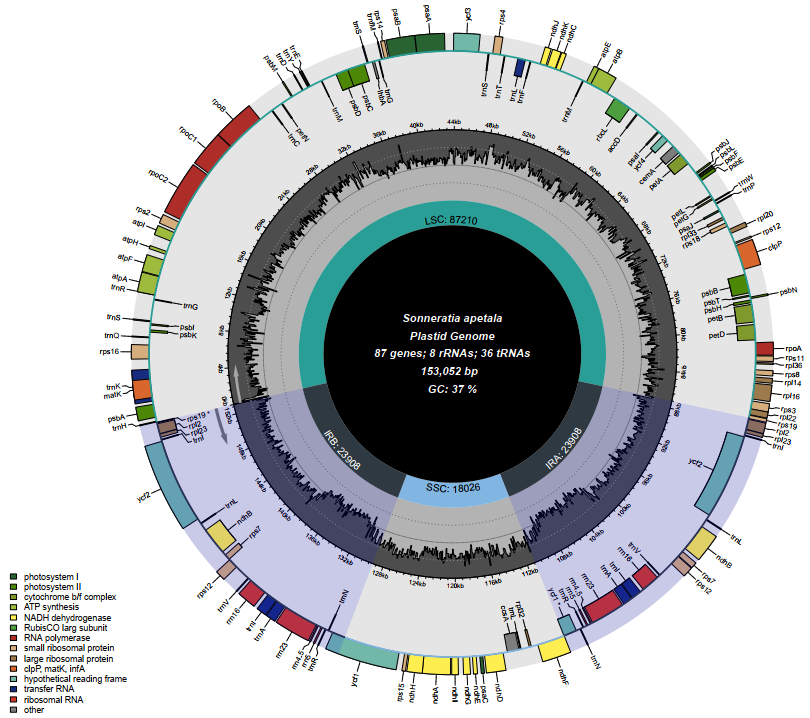 Sonneratia apetala
Plastid Genome
87 genes; 8 rRNAs; 36 tRNAs
153,052 bp
GC: 37 %
LSC: 87210
IRB: 23908
SSC: 18026
IRA: 23908
psaA
psaB
rps14
trnfM
trnS
trnG
lhbA
psbC
psbD
trnM
trnE
trnY
trnD
psbM
petN
trnC
rpoB
rpoC1
rpoC2
rps2
atpI
atpH
atpF
atpA
trnR
trnG
trnS
psbI
psbK
trnQ
rps16
trnK
matK
psbA
trnH
rps19 *
rpl2
rpl23
trnI
ycf2
trnL
ndhB
rps7
rps12
trnV
rrn16
trnI
trnA
rrn23
rrn4.5
rrn5
trnR
trnN
ycf1
rps15
ndhH
ndhA
ndhI
ndhG
ndhE
psaC
ndhD
ccsA
trnL
rpl32
ndhF
ycf1 *
trnN
trnR
rrn5
rrn4.5
rrn23
trnA
trnI
rrn16
trnV
rps12
rps7
ndhB
trnL
ycf2
trnI
rpl23
rpl2
rps19
rpl22
rps3
rpl16
rpl14
rps8
rpl36
rps11
rpoA
petD
petB
psbH
psbT
psbB
psbN
clpP
rps12
rpl20
rps18
rpl33
psaJ
petG
petL
trnP
trnW
psbE
psbF
psbL
psbJ
petA
cemA
ycf4
psaI
accD
rbcL
trnM
atpB
atpE
ndhC
ndhK
ndhJ
trnF
trnL
trnT
rps4
trnS
ycf3
0kb
4kb
8kb
12kb
16kb
20kb
24kb
28kb
32kb
36kb
40kb
44kb
48kb
52kb
56kb
60kb
64kb
68kb
72kb
76kb
80kb
84kb
88kb
92kb
96kb
100kb
104kb
108kb
112kb
116kb
120kb
124kb
128kb
132kb
136kb
140kb
144kb
148kb
152kb
photosystem I
photosystem II
cytochrome b/f complex
ATP synthesis
NADH dehydrogenase
RubisCO larg subunit
RNA polymerase
small ribosomal protein
large ribosomal protein
clpP, matK, infA
hypothetical reading frame
transfer RNA
ribosomal RNA
other